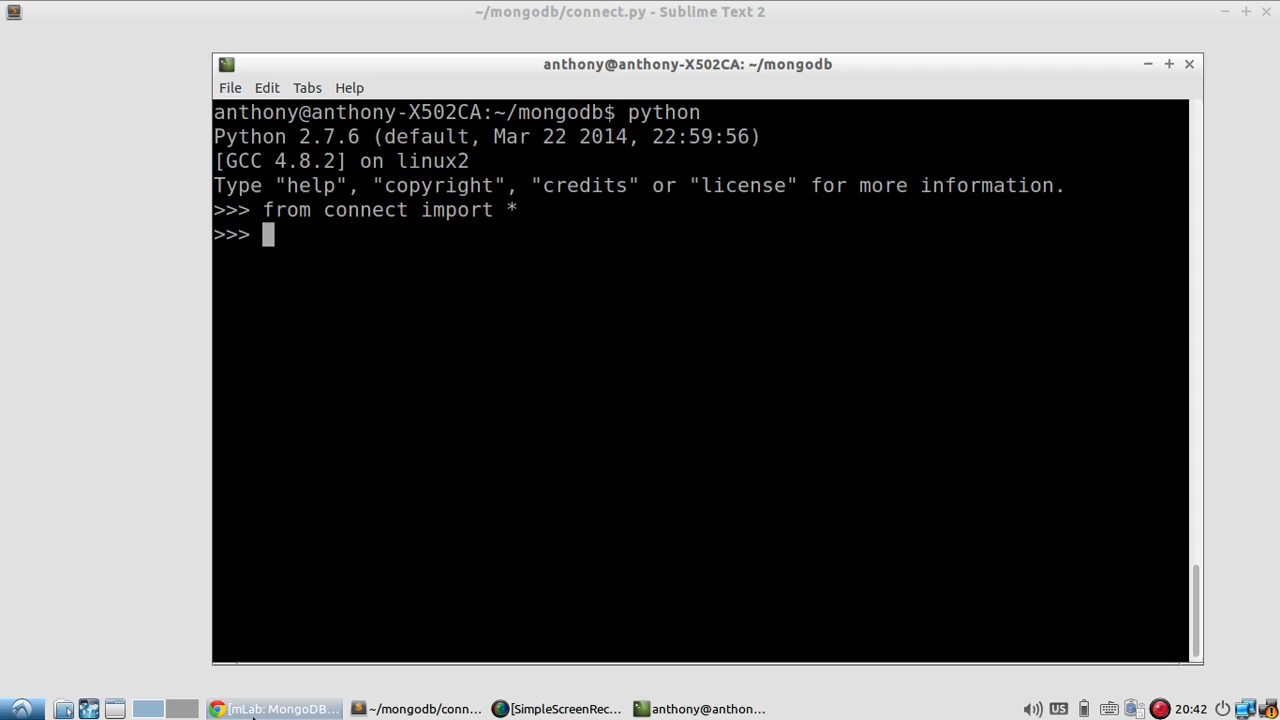 ~/mongodb/connect.py - Sublime Text 2
anthony@anthony-X502CA: ~/mongodb
File Edit Tabs Help
anthony@anthony-X502CA:~/mongodb$ python
Python 2.7.6 (default, Mar 22 2014, 22:59:56)
[GCC 4.8.2] on linux2
Type "help", "copyright", "credits" or "license" for more information.
>>> from connect import *
>>>
[mLab: MongoDB... ~/mongodb/conn... [SimpleScreenRec... anthony@anthon... US 20:42